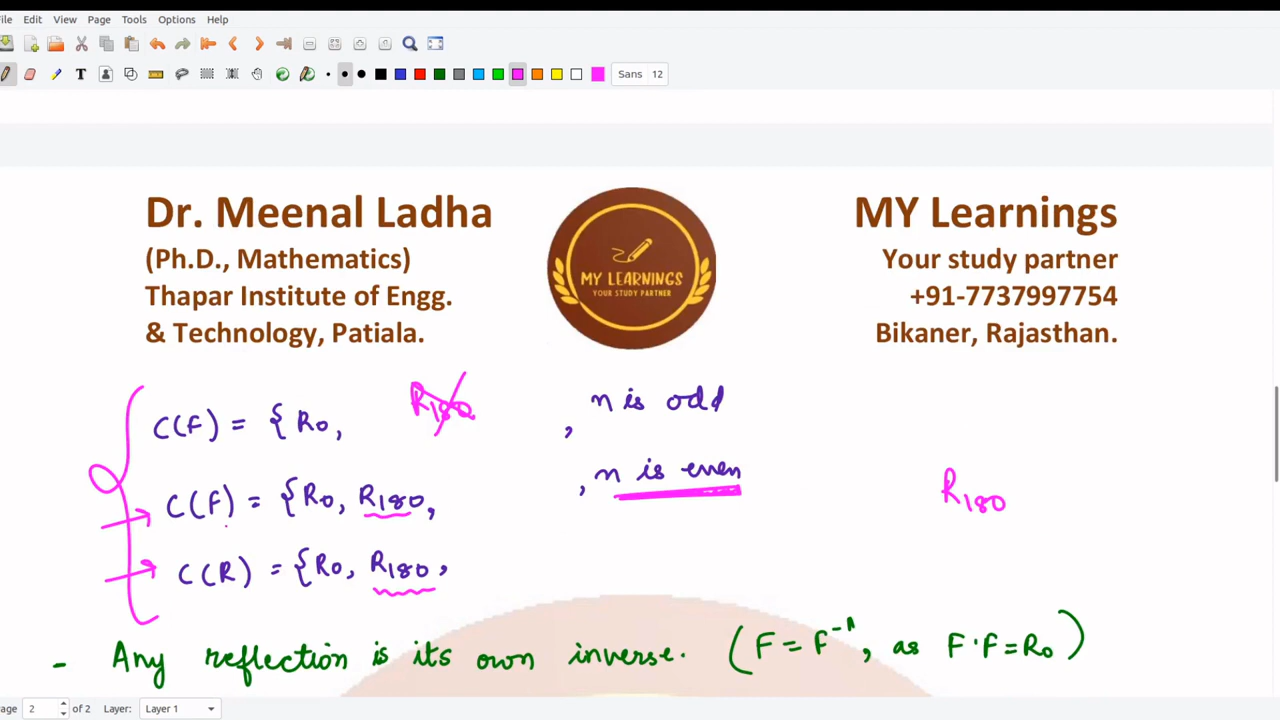 File Edit View Page Tools Options Help
Sans 12
Dr. Meenal Ladha
(Ph.D., Mathematics)
Thapar Institute of Engg.
& Technology, Patiala.
MY LEARNINGS
YOUR STUDY PARTNER
MY Learnings
Your study partner
+91-7737997754
Bikaner, Rajasthan.
C(F) = {R0, R180 , n is odd
C(F) = {R0, R180, , n is even
R180
C(R) = {R0, R180,
- Any reflection is its own inverse. (F = F⁻¹, as F·F = R0)
Page 2 of 2 Layer: Layer 1